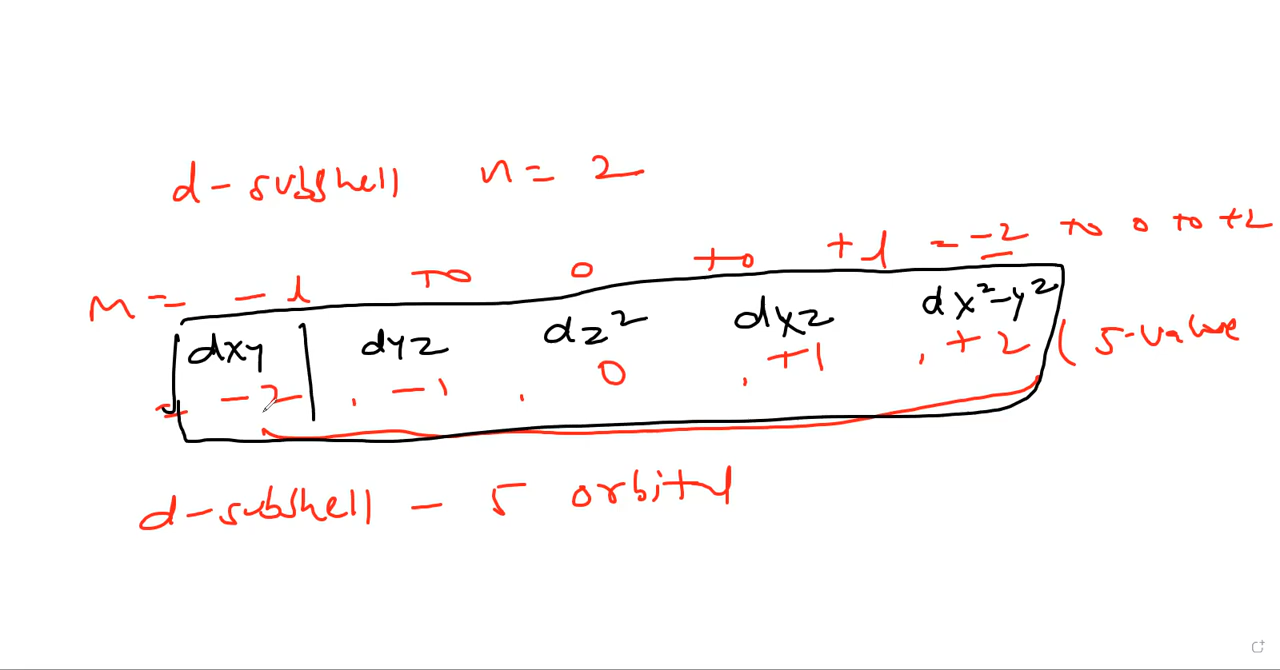 d-subshell n = 2
m = -l TO 0 to +l = -2 to 0 to +2
dxy dyz dz² dxz dx²-y²
= -2 , -1 , 0 , +1 , +2 ( 5-value
d-subshell - 5 orbital